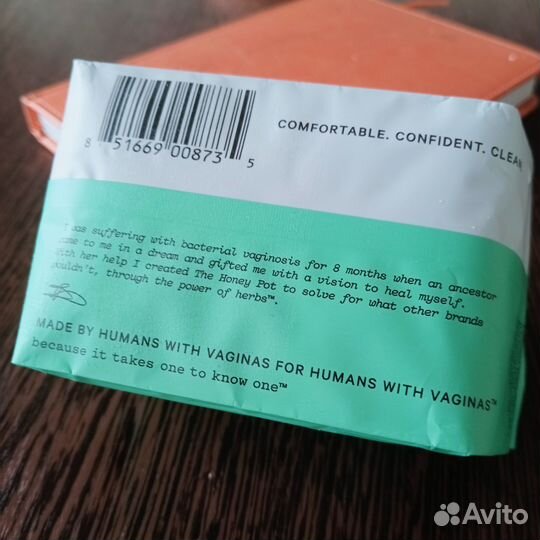 8 51669 00873 5
COMFORTABLE. CONFIDENT. CLEAN
I was suffering with bacterial vaginosis for 8 months when an ancestor
came to me in a dream and gifted me with a vision to heal myself.
With her help I created The Honey Pot to solve for what other brands
wouldn't, through the power of herbs™.
MADE BY HUMANS WITH VAGINAS FOR HUMANS WITH VAGINAS™
because it takes one to know one™
Avito